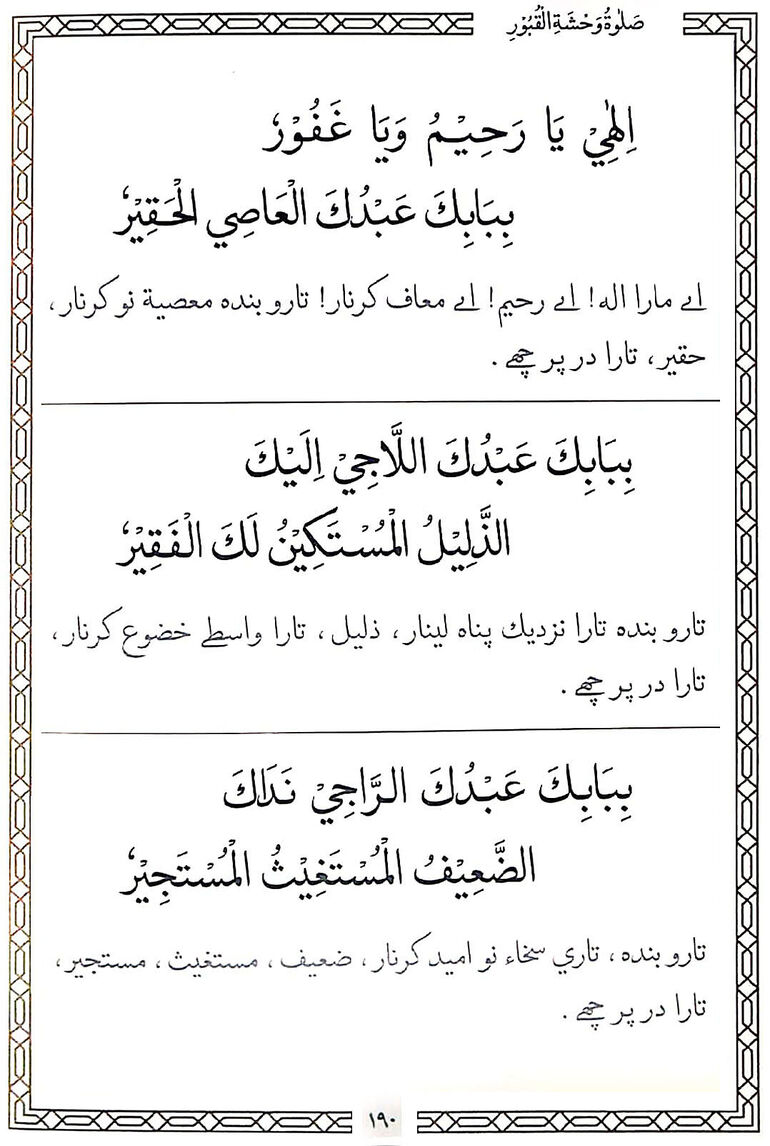 صَلٰوةُ وَحْشَةِ الْقُبُوْرِ
اِلٰهِيْ يَا رَحِيْمُ وَيَا غَفُوْرُ
بِبَابِكَ عَبْدُكَ الْعَاصِي الْحَقِيْرُ
اے مارا اله! اے رحيم! اے معاف كرنار! تارو بنده معصية نو كرنار،
حقير، تارا در پر چھے .
بِبَابِكَ عَبْدُكَ اللَّاجِيْ اِلَيْكَ
الذَّلِيْلُ الْمُسْتَكِيْنُ لَكَ الْفَقِيْرُ
تارو بنده تارا نزديك پناه لينار، ذليل، تارا واسطے خضوع كرنار،
تارا در پر چھے .
بِبَابِكَ عَبْدُكَ الرَّاجِيْ نَدَاكَ
الضَّعِيْفُ الْمُسْتَغِيْثُ الْمُسْتَجِيْرُ
تارو بنده، تاري سخاء نو اميد كرنار، ضعيف، مستغيث، مستجير،
تارا در پر چھے .
١٩٠